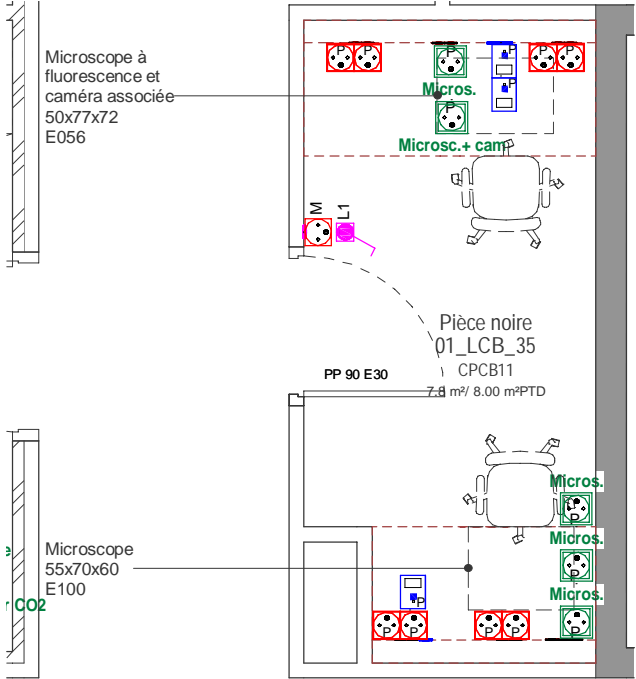 Microscope à
fluorescence et
caméra associée
50x77x72
E056
P P
P
P
P P
P
Micros.
P
Microsc.+ cam
M
L1
Pièce noire
01_LCB_35
CPCB11
7.8 m²/ 8.00 m²PTD
PP 90 E30
Micros.
P
Micros.
P
Micros.
P
Microscope
55x70x60
E100
CO2
P
P P
P P